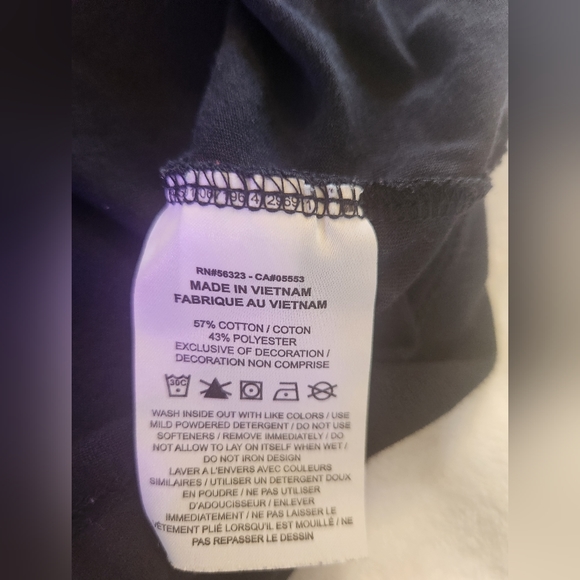 RN#56323 - CA#05553
MADE IN VIETNAM
FABRIQUE AU VIETNAM
57% COTTON / COTON
43% POLYESTER
EXCLUSIVE OF DECORATION /
DECORATION NON COMPRISE
30C
WASH INSIDE OUT WITH LIKE COLORS / USE
MILD POWDERED DETERGENT / DO NOT USE
SOFTENERS / REMOVE IMMEDIATELY / DO
NOT ALLOW TO LAY ON ITSELF WHEN WET /
DO NOT IRON DESIGN
LAVER A L'ENVERS AVEC COULEURS
SIMILAIRES / UTILISER UN DETERGENT DOUX
EN POUDRE / NE PAS UTILISER
D'ADOUCISEUR / ENLEVER
IMMEDIATEMENT / NE PAS LAISSER LE
VÊTEMENT PLIÉ LORSQU'IL EST MOUILLÉ / NE
PAS REPASSER LE DESSIN